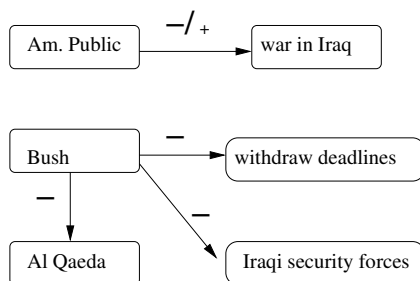 Am. Public
−/+
war in Iraq
Bush
−
withdraw deadlines
−
−
Al Qaeda
Iraqi security forces